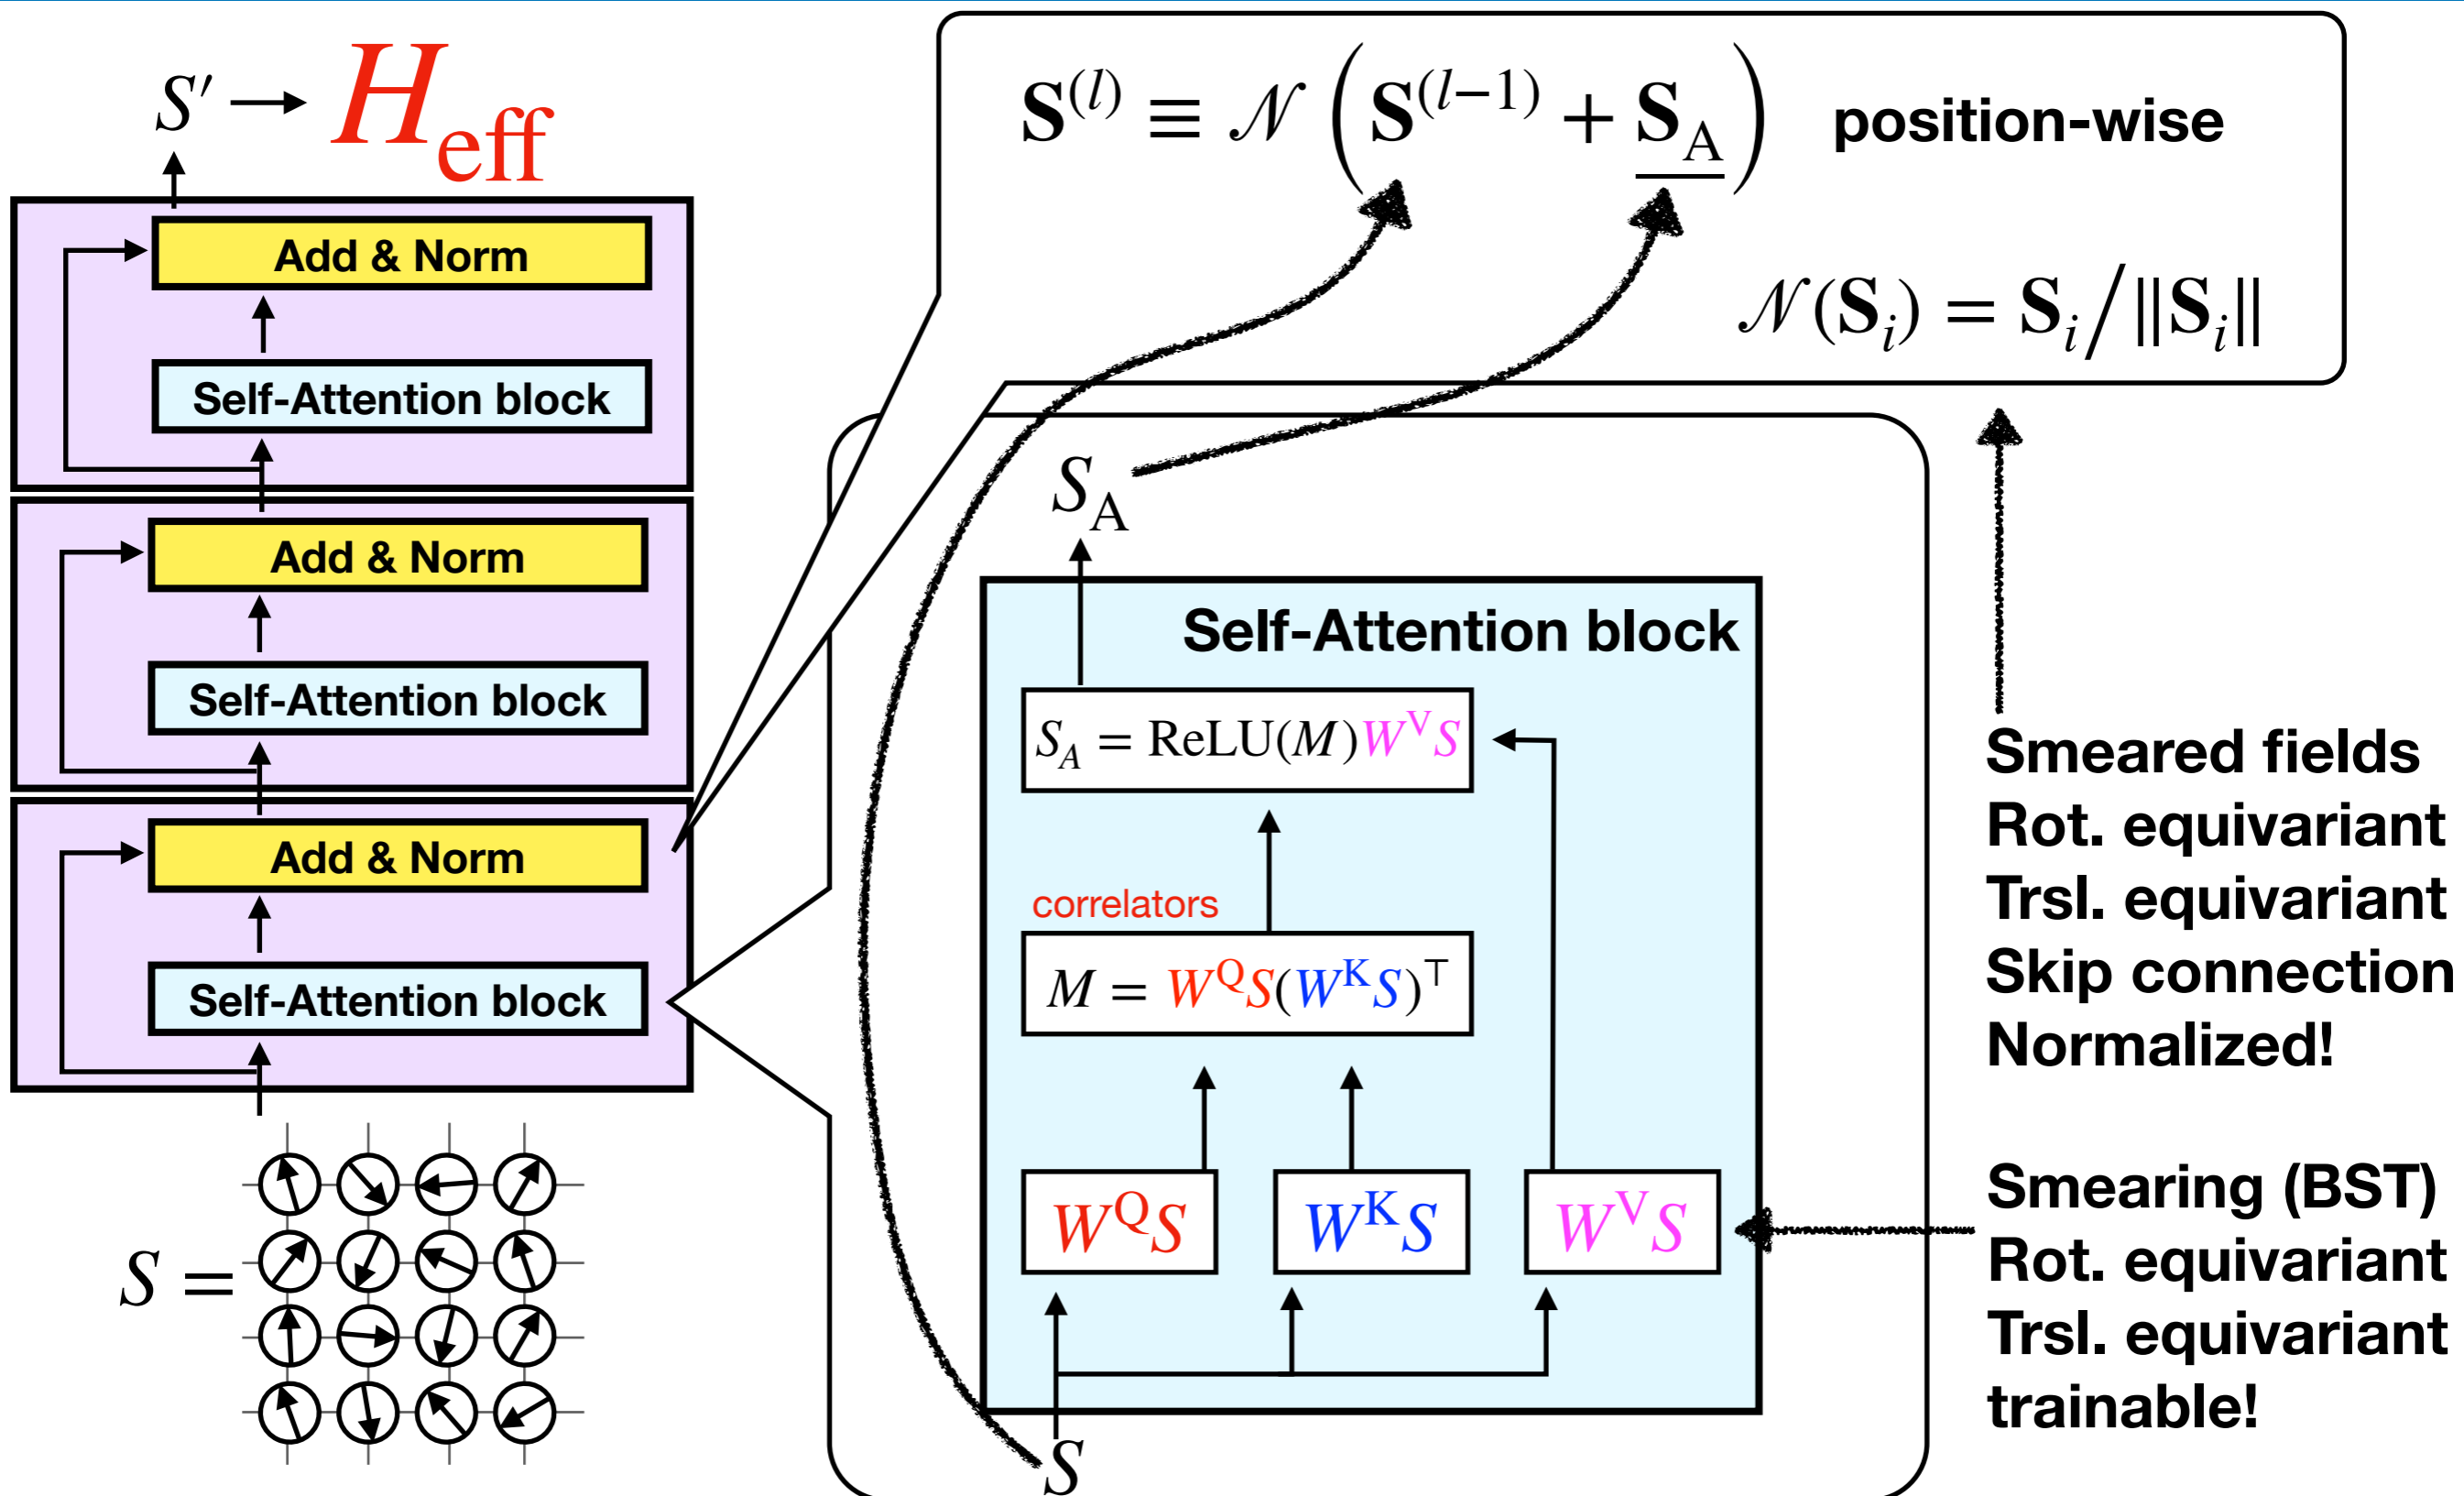 S′ → H_eff
Add & Norm
Self-Attention block
Add & Norm
Self-Attention block
Add & Norm
Self-Attention block
S =
S^(l) ≡ 𝒩 (S^(l−1) + S_A) position-wise
𝒩(S_i) = S_i / ‖S_i‖
S_A
Self-Attention block
S_A = ReLU(M)W^V S
correlators
M = W^Q S(W^K S)^⊤
W^Q S
W^K S
W^V S
S
Smeared fields
Rot. equivariant
Trsl. equivariant
Skip connection
Normalized!
Smearing (BST)
Rot. equivariant
Trsl. equivariant
trainable!